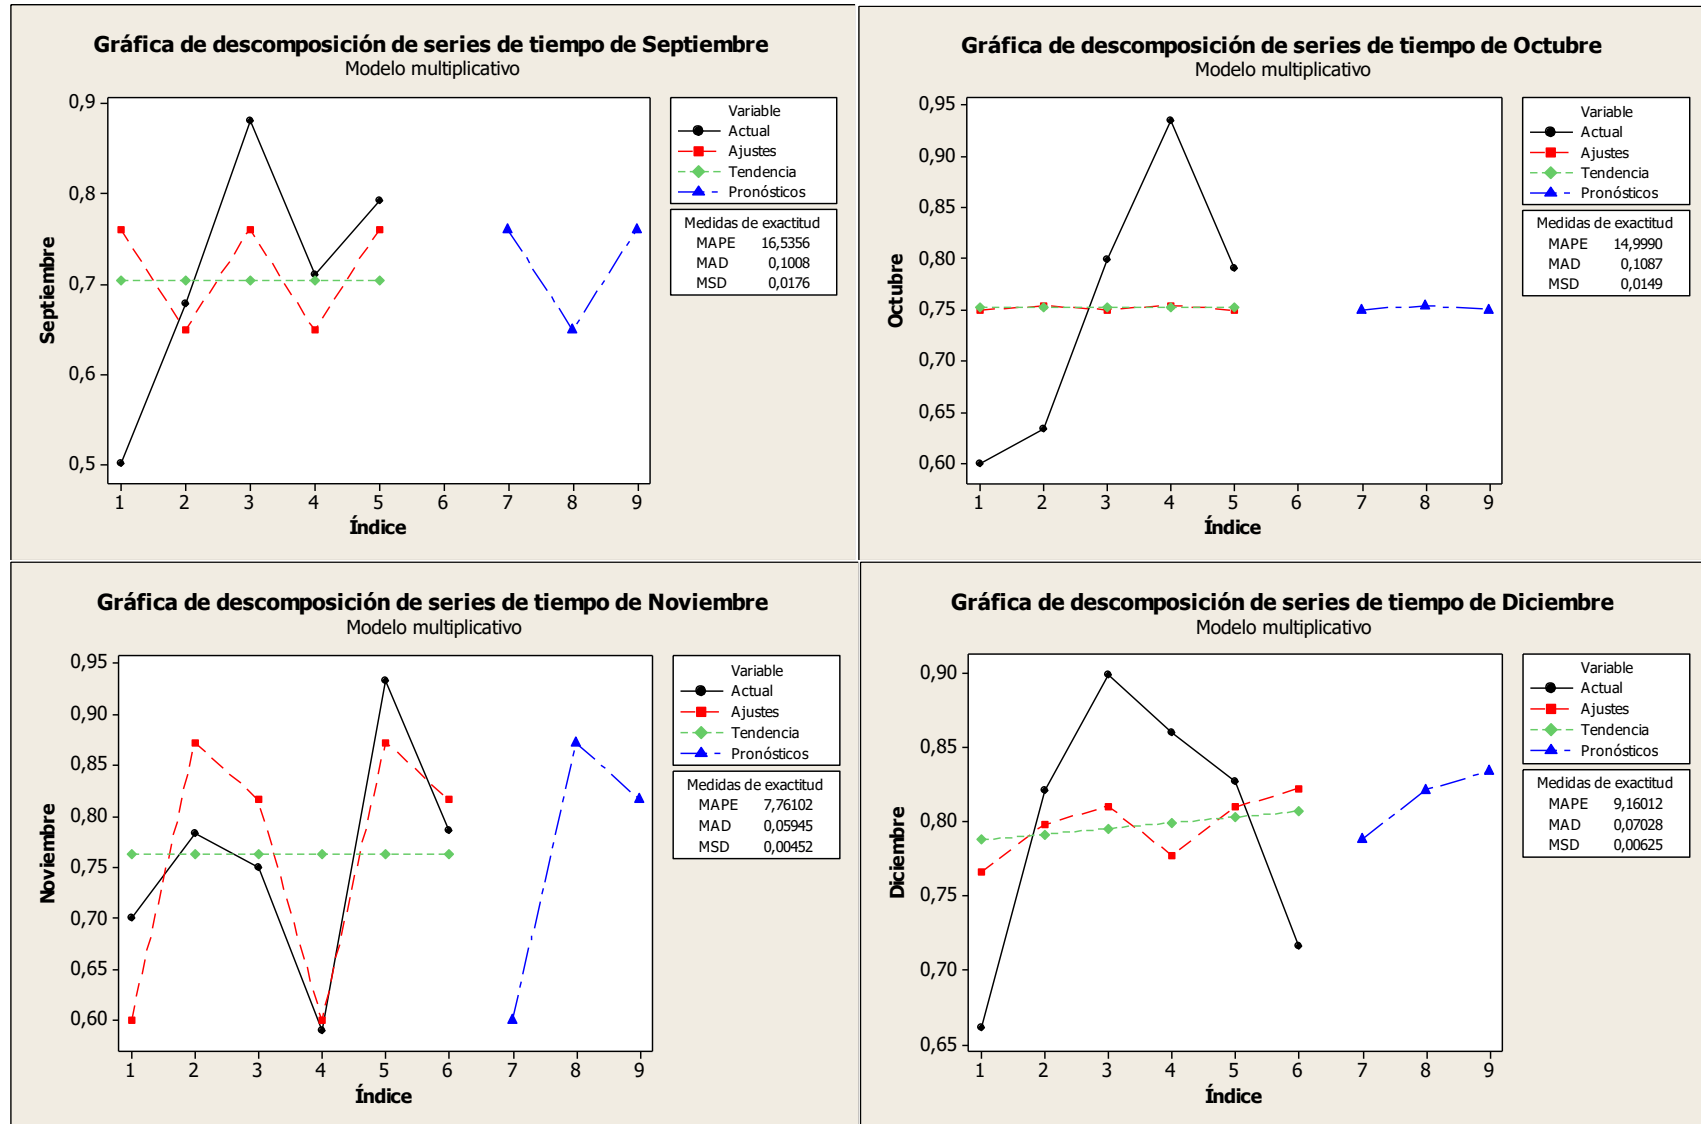 Gráfica de descomposición de series de tiempo de Septiembre
Modelo multiplicativo
0,9
0,8
0,7
0,6
0,5
Septiembre
1 2 3 4 5 6 7 8 9
Índice
Variable
Actual
Ajustes
Tendencia
Pronósticos
Medidas de exactitud
MAPE 16,5356
MAD 0,1008
MSD 0,0176
Gráfica de descomposición de series de tiempo de Octubre
Modelo multiplicativo
0,95
0,90
0,85
0,80
0,75
0,70
0,65
0,60
Octubre
1 2 3 4 5 6 7 8 9
Índice
Variable
Actual
Ajustes
Tendencia
Pronósticos
Medidas de exactitud
MAPE 14,9990
MAD 0,1087
MSD 0,0149
Gráfica de descomposición de series de tiempo de Noviembre
Modelo multiplicativo
0,95
0,90
0,85
0,80
0,75
0,70
0,65
0,60
Noviembre
1 2 3 4 5 6 7 8 9
Índice
Variable
Actual
Ajustes
Tendencia
Pronósticos
Medidas de exactitud
MAPE 7,76102
MAD 0,05945
MSD 0,00452
Gráfica de descomposición de series de tiempo de Diciembre
Modelo multiplicativo
0,90
0,85
0,80
0,75
0,70
0,65
Diciembre
1 2 3 4 5 6 7 8 9
Índice
Variable
Actual
Ajustes
Tendencia
Pronósticos
Medidas de exactitud
MAPE 9,16012
MAD 0,07028
MSD 0,00625